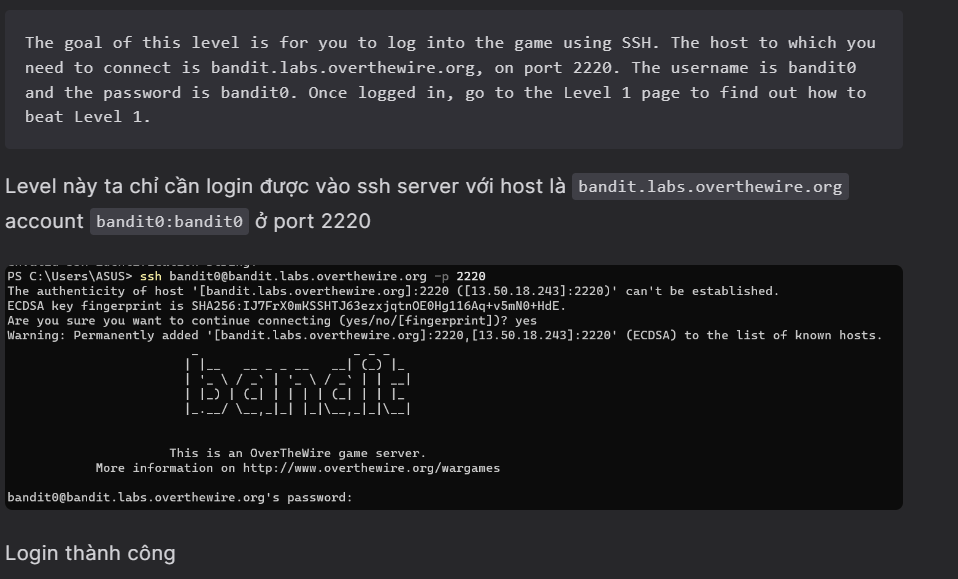 The goal of this level is for you to log into the game using SSH. The host to which you
need to connect is bandit.labs.overthewire.org, on port 2220. The username is bandit0
and the password is bandit0. Once logged in, go to the Level 1 page to find out how to
beat Level 1.
Level này ta chỉ cần login được vào ssh server với host là bandit.labs.overthewire.org
account bandit0:bandit0 ở port 2220
PS C:\Users\ASUS> ssh bandit0@bandit.labs.overthewire.org -p 2220
The authenticity of host '[bandit.labs.overthewire.org]:2220 ([13.50.18.243]:2220)' can't be established.
ECDSA key fingerprint is SHA256:IJ7FrX0mKSSHTJ63ezxjqtnOE0Hg116Aq+v5mN0+HdE.
Are you sure you want to continue connecting (yes/no/[fingerprint])? yes
Warning: Permanently added '[bandit.labs.overthewire.org]:2220,[13.50.18.243]:2220' (ECDSA) to the list of known hosts.
bandit
This is an OverTheWire game server.
More information on http://www.overthewire.org/wargames
bandit0@bandit.labs.overthewire.org's password:
Login thành công